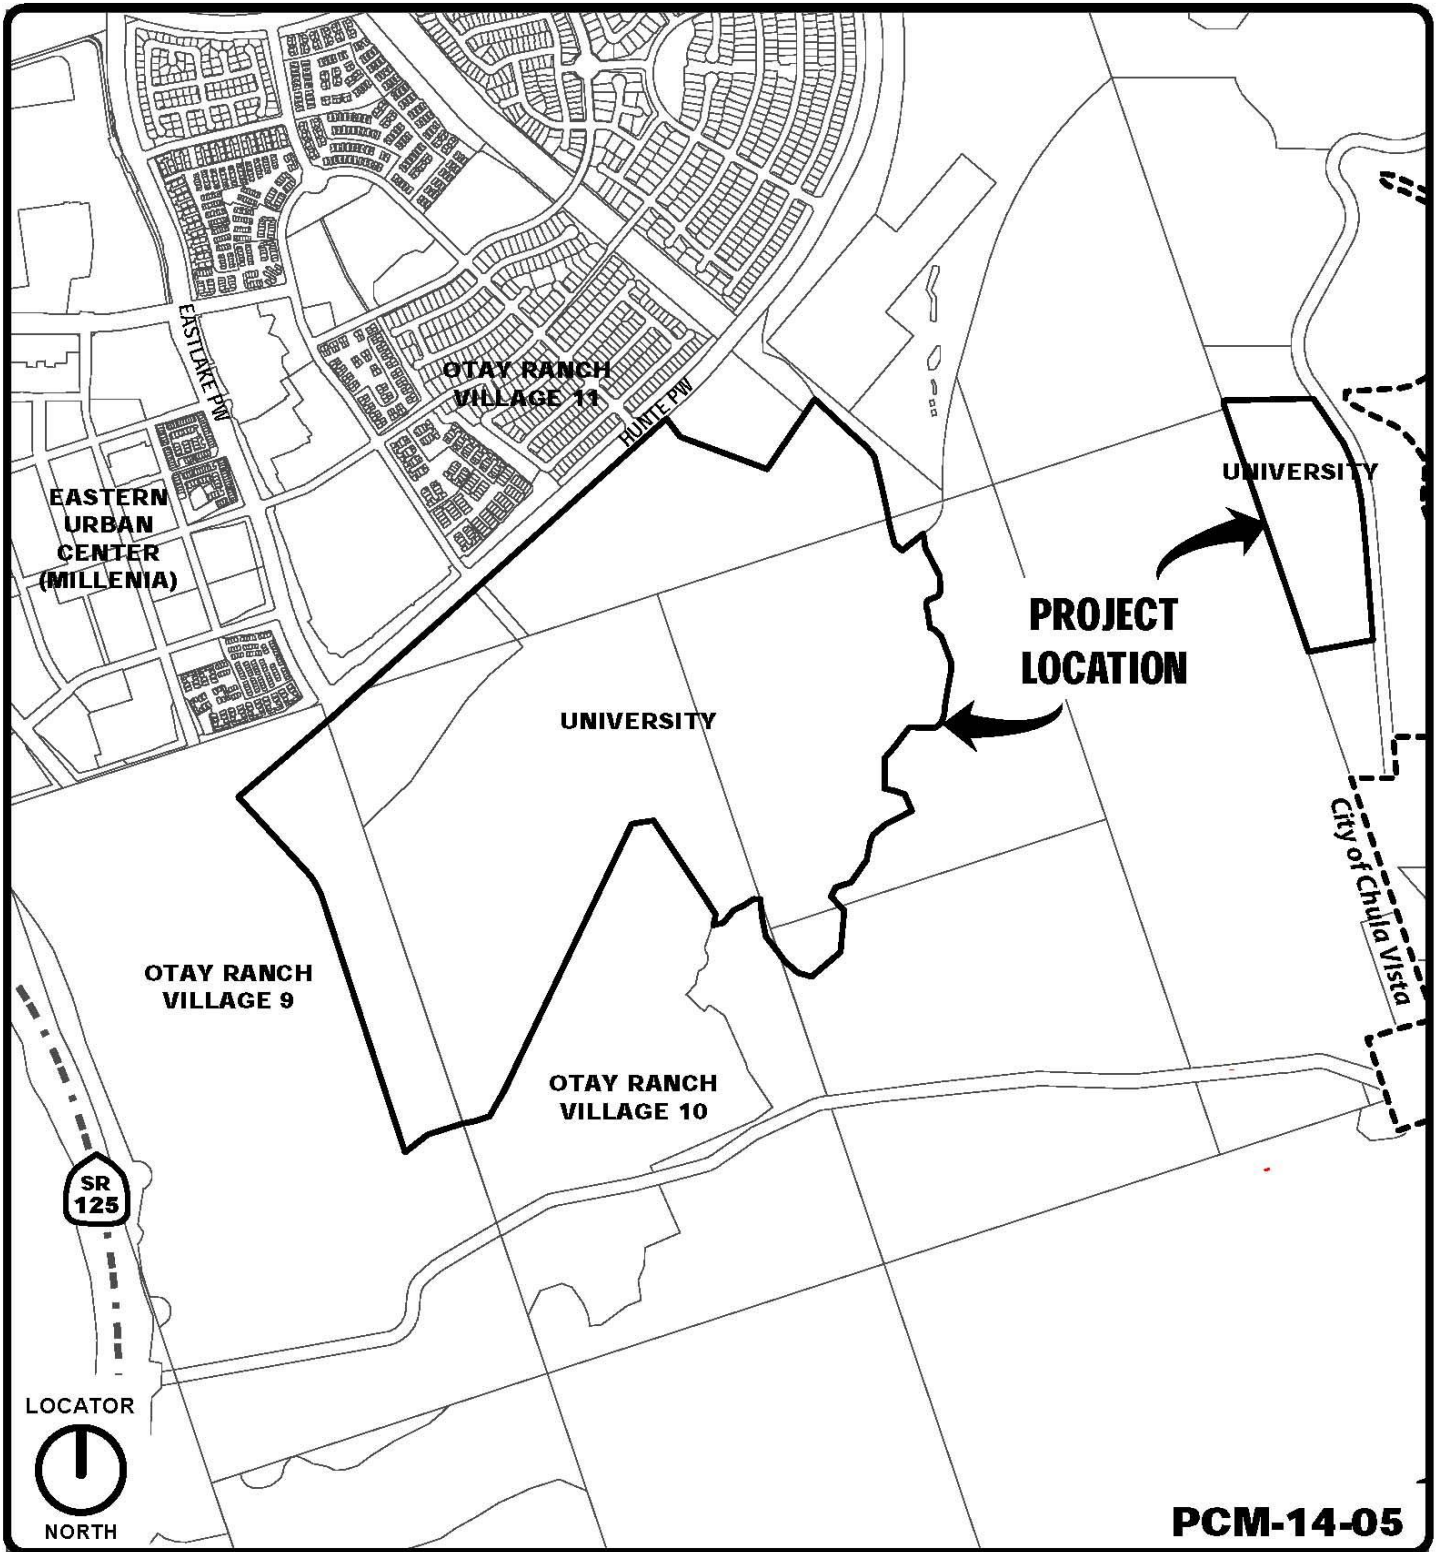 EASTLAKE PW
OTAY RANCH
VILLAGE 11
HUNTE PW
UNIVERSITY
EASTERN
URBAN
CENTER
(MILLENIA)
PROJECT
LOCATION
UNIVERSITY
City of Chula Vista
OTAY RANCH
VILLAGE 9
OTAY RANCH
VILLAGE 10
SR
125
LOCATOR
NORTH
PCM-14-05